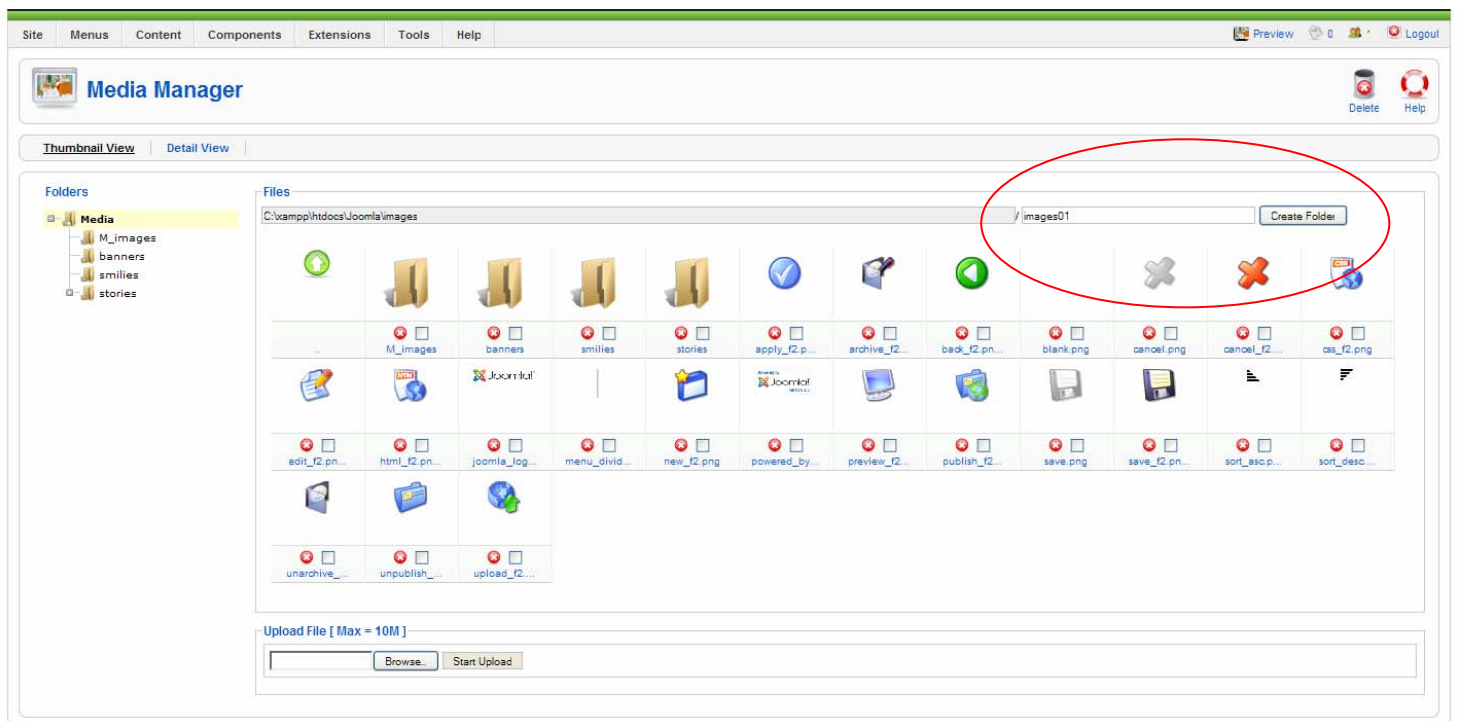 Site Menus Content Components Extensions Tools Help Preview 0 Logout
Media Manager
Delete Help
Thumbnail View Detail View
Folders
Media
M_images
banners
smilies
stories
Files
C:\xampp\htdocs\Joomla\images / images01 Create Folder
.. M_images banners smilies stories apply_f2.p... archive_f2... back_f2.pn... blank.png cancel.png cancel_f2.... css_f2.png
Joomla! Joomla!
edit_f2.pn... html_f2.pn... joomla_log... menu_divid... new_f2.png powered_by... preview_f2... publish_f2... save.png save_f2.pn... sort_asc.p... sort_desc....
unarchive_... unpublish_... upload_f2....
Upload File [ Max = 10M ]
Browse... Start Upload